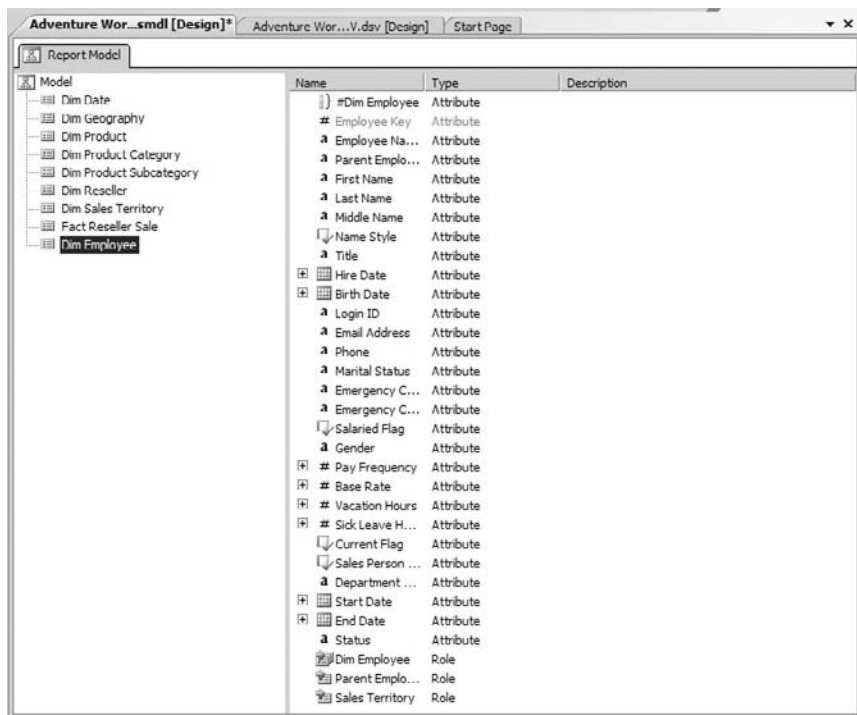 Adventure Wor...smdl [Design]* Adventure Wor...V.dsv [Design] Start Page
Report Model
Model
Dim Date
Dim Geography
Dim Product
Dim Product Category
Dim Product Subcategory
Dim Reseller
Dim Sales Territory
Fact Reseller Sale
Dim Employee
Name Type Description
#Dim Employee Attribute
# Employee Key Attribute
a Employee Na... Attribute
a Parent Emplo... Attribute
a First Name Attribute
a Last Name Attribute
a Middle Name Attribute
Name Style Attribute
a Title Attribute
Hire Date Attribute
Birth Date Attribute
a Login ID Attribute
a Email Address Attribute
a Phone Attribute
a Marital Status Attribute
a Emergency C... Attribute
a Emergency C... Attribute
Salaried Flag Attribute
a Gender Attribute
# Pay Frequency Attribute
# Base Rate Attribute
# Vacation Hours Attribute
# Sick Leave H... Attribute
Current Flag Attribute
Sales Person ... Attribute
a Department ... Attribute
Start Date Attribute
End Date Attribute
a Status Attribute
Dim Employee Role
Parent Emplo... Role
Sales Territory Role